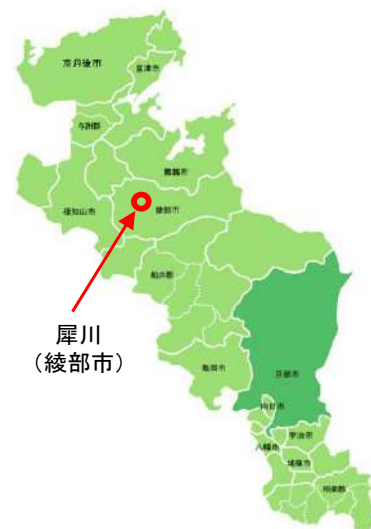 京丹後市
宮津市
与謝郡
舞鶴市
福知山市
綾部市
船井郡
犀川
(綾部市)
亀岡市
京都市
向日市
八幡市
宇治市
城陽市
相楽郡